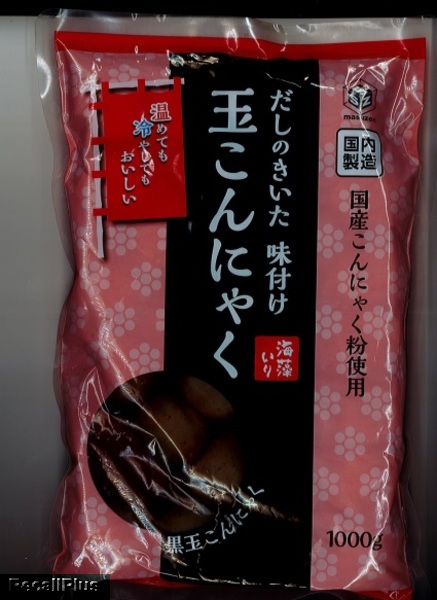 だしのきいた 味付け
玉こんにゃく
海藻
いり
温めても
冷やしても
おいしい
国内
製造
国産こんにゃく粉使用
黒玉こんにゃく
1000g
RecallPlus